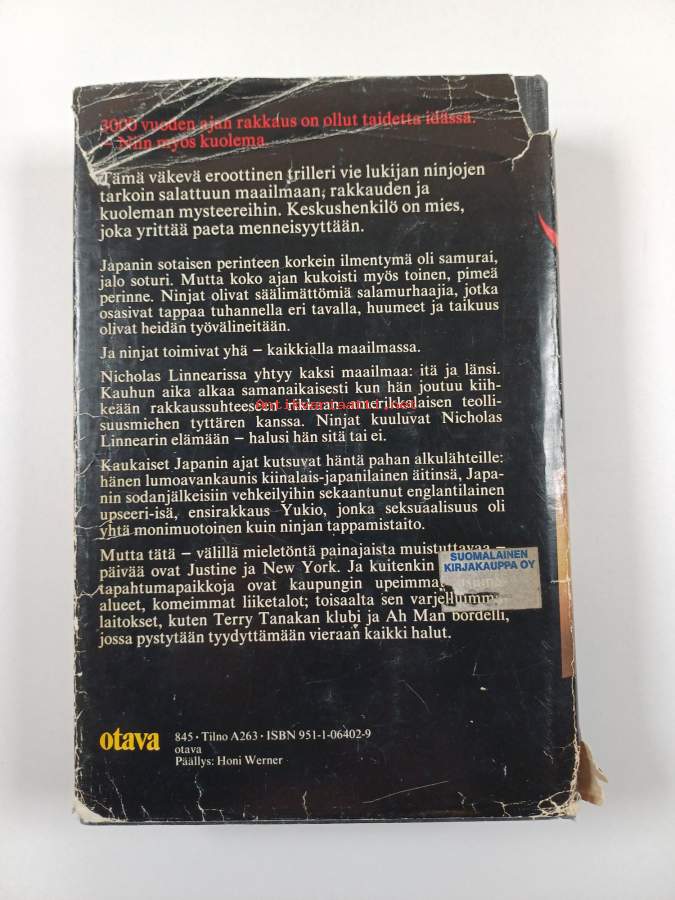 3000 vuoden ajan rakkaus on ollut taidetta idässä.
– Niin myös kuolema
Tämä väkevä eroottinen trilleri vie lukijan ninjojen
tarkoin salattuun maailmaan, rakkauden ja
kuoleman mysteereihin. Keskushenkilö on mies,
joka yrittää paeta menneisyyttään.
Japanin sotaisen perinteen korkein ilmentymä oli samurai,
jalo soturi. Mutta koko ajan kukoisti myös toinen, pimeä
perinne. Ninjat olivat säälimättömiä salamurhaajia, jotka
osasivat tappaa tuhannella eri tavalla, huumeet ja taikuus
olivat heidän työvälineitään.
Ja ninjat toimivat yhä – kaikkialla maailmassa.
Nicholas Linnearissa yhtyy kaksi maailmaa: itä ja länsi.
Kauhun aika alkaa samanaikaisesti kun hän joutuu kiih-
keään rakkaussuhteeseen rikkaan amerikkalaisen teolli-
suusmiehen tyttären kanssa. Ninjat kuuluvat Nicholas
Linnearin elämään – halusi hän sitä tai ei.
Kaukaiset Japanin ajat kutsuvat häntä pahan alkulähteille:
hänen lumoavankaunis kiinalais-japanilainen äitinsä, Japa-
nin sodanjälkeisiin vehkeilyihin sekaantunut englantilainen
upseeri-isä, ensirakkaus Yukio, jonka seksuaalisuus oli
yhtä monimuotoinen kuin ninjan tappamistaito.
Mutta tätä – välillä mieletöntä painajaista muistuttavaa –
päivää ovat Justine ja New York. Ja kuitenkin
tapahtumapaikkoja ovat kaupungin upeimmat
alueet, komeimmat liiketalot; toisaalta sen varjelluimmat
laitokset, kuten Terry Tanakan klubi ja Ah Man bordelli,
jossa pystytään tyydyttämään vieraan kaikki halut.
SUOMALAINEN
KIRJAKAUPPA OY
otava
845 · Tilno A263 · ISBN 951-1-06402-9
otava
Päällys: Honi Werner